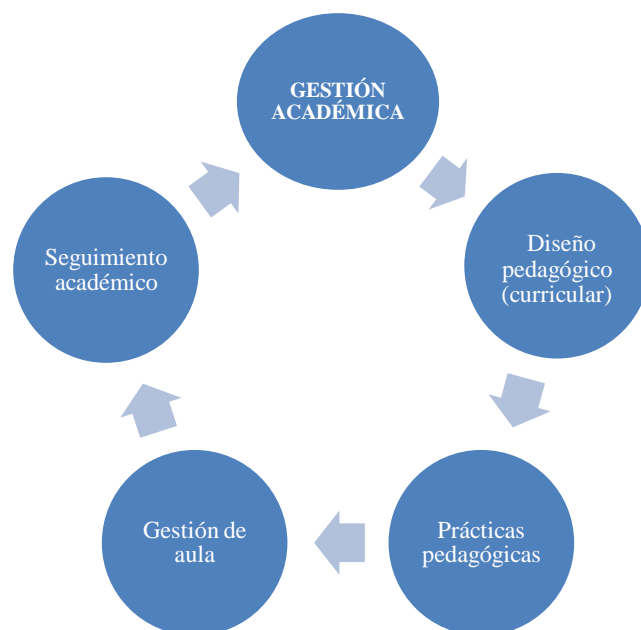 GESTIÓN
ACADÉMICA
Diseño
pedagógico
(curricular)
Prácticas
pedagógicas
Gestión de
aula
Seguimiento
académico